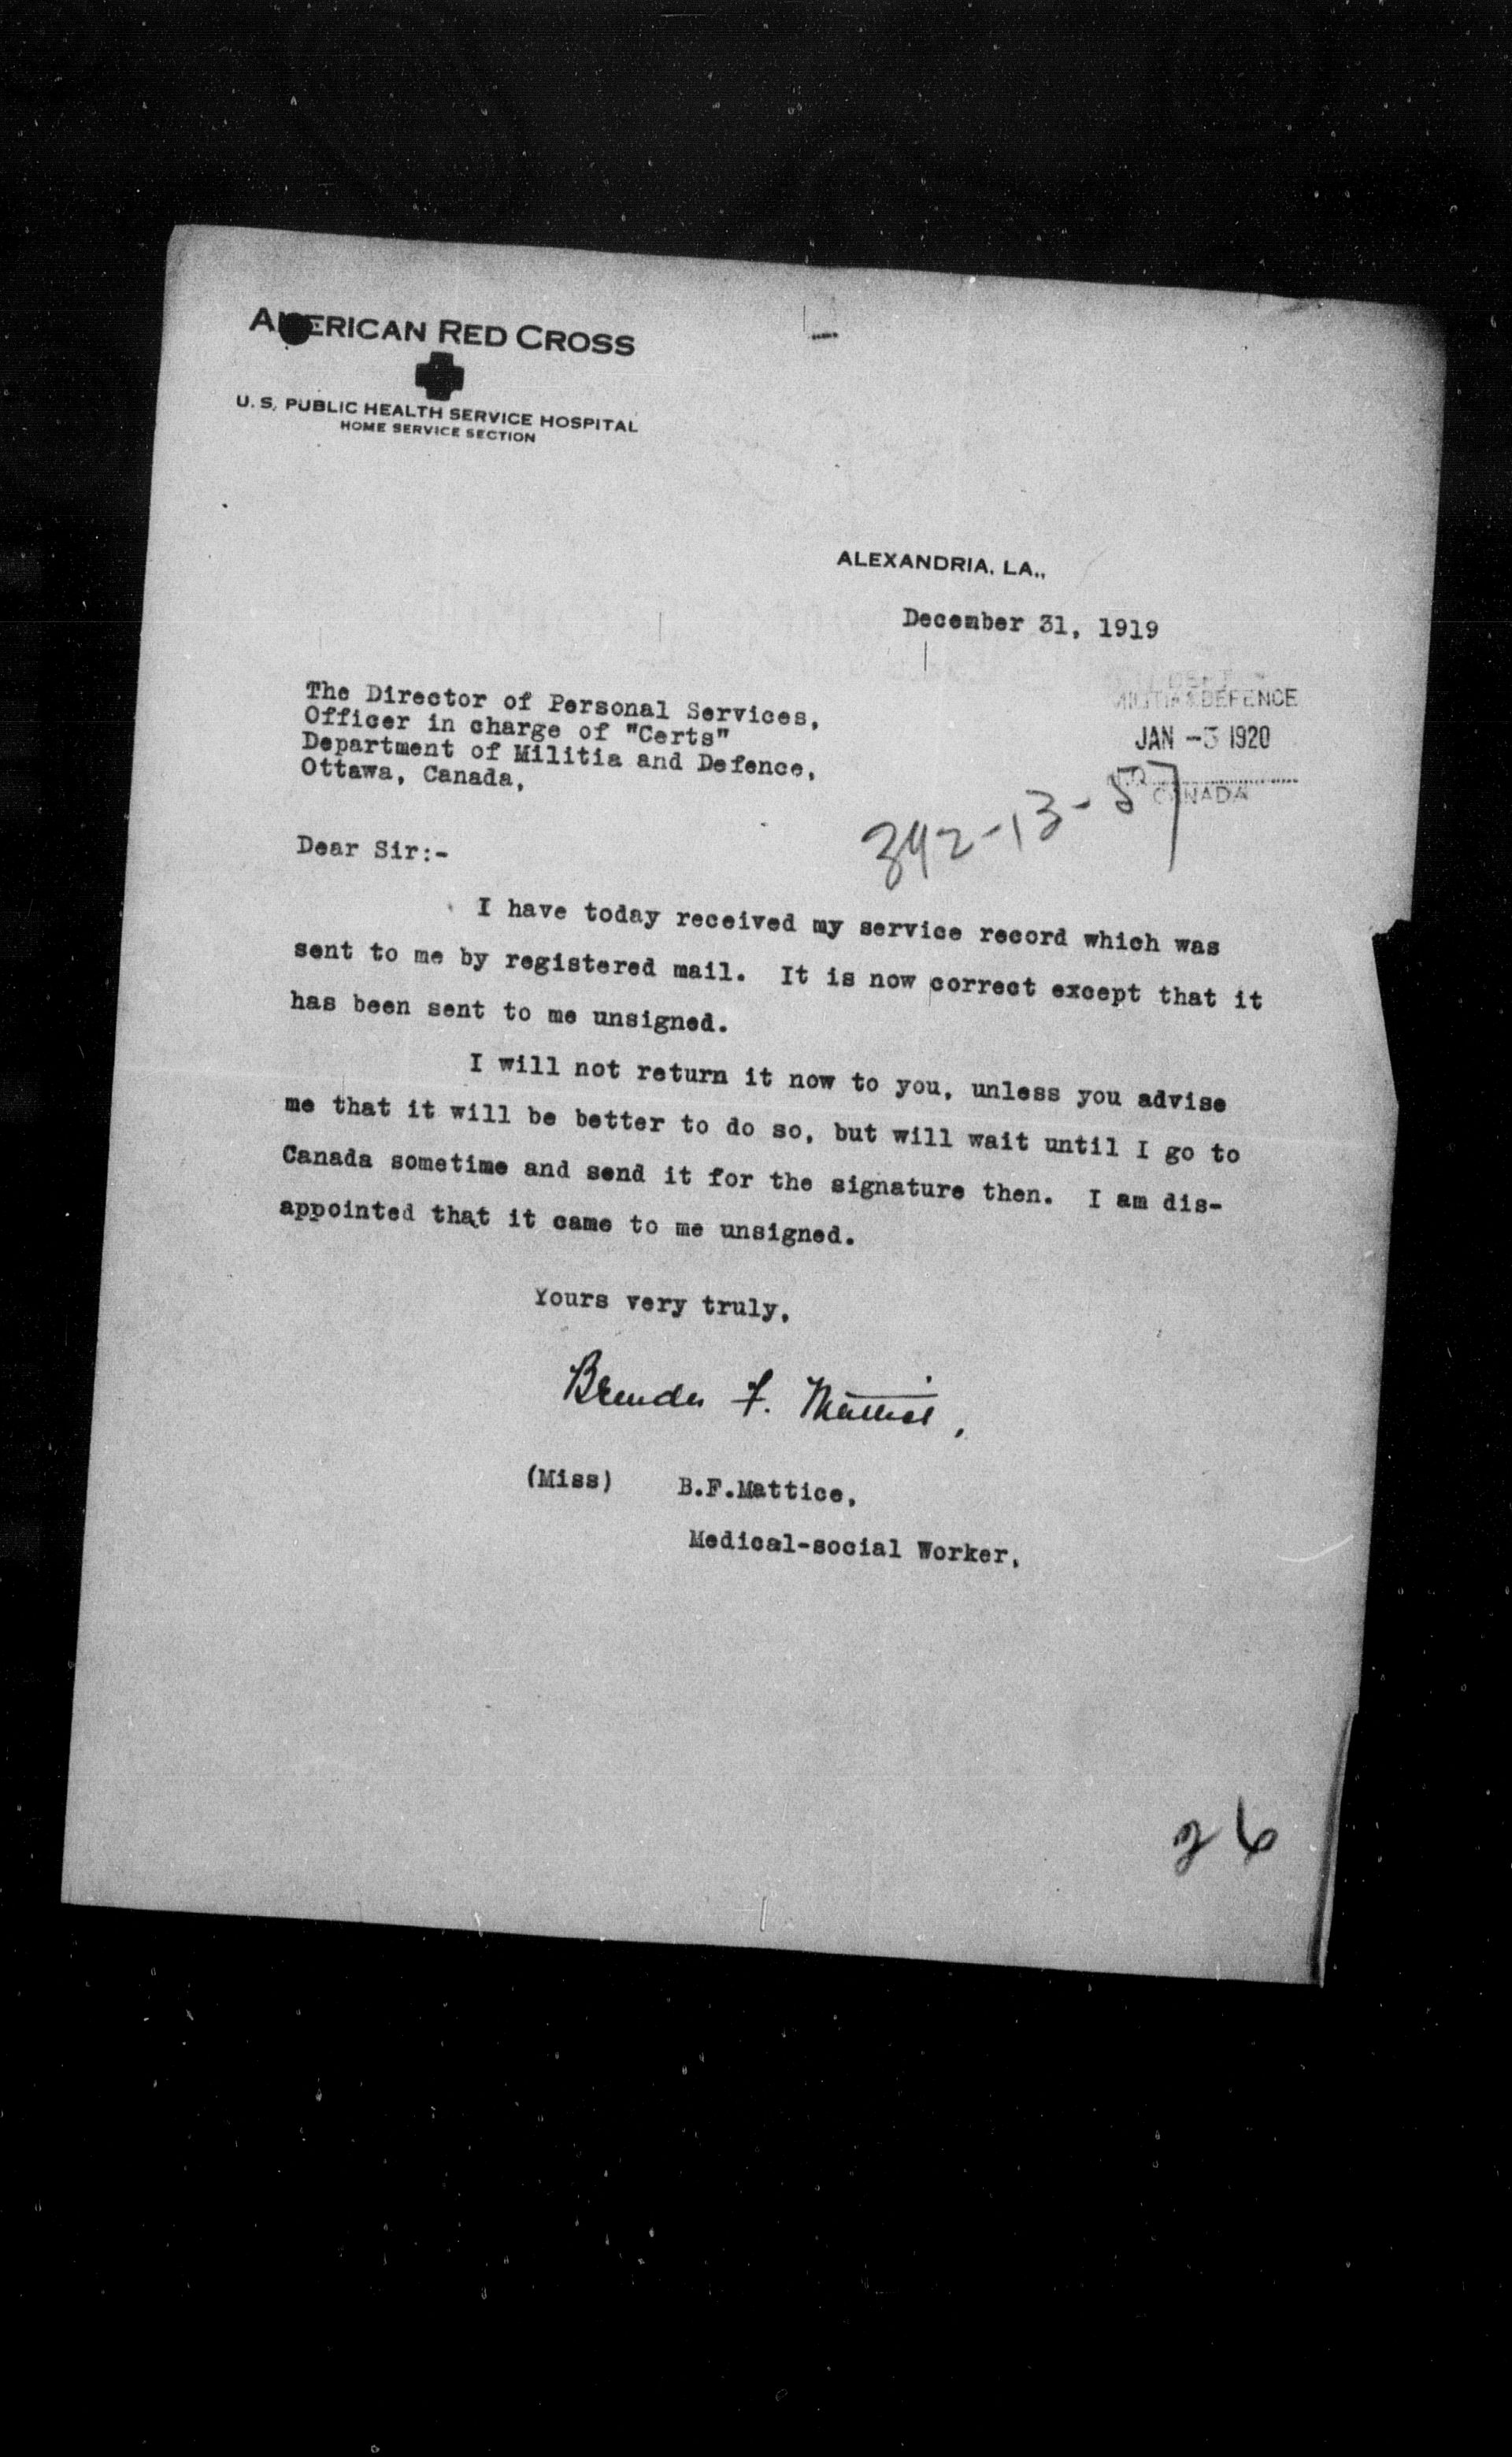 AMERICAN RED CROSS
U. S. PUBLIC HEALTH SERVICE HOSPITAL
HOME SERVICE SECTION
ALEXANDRIA, LA.,
December 31, 1919
The Director of Personal Services,
Officer in charge of "Certs"
Department of Militia and Defence,
Ottawa, Canada,
DEPT
MILITIA & DEFENCE
JAN -3 1920
CANADA
342-13-57
Dear Sir:-
I have today received my service record which was
sent to me by registered mail. It is now correct except that it
has been sent to me unsigned.
I will not return it now to you, unless you advise
me that it will be better to do so, but will wait until I go to
Canada sometime and send it for the signature then. I am dis-
appointed that it came to me unsigned.
Yours very truly,
Brenda F. Mattice,
(Miss) B.F.Mattice,
Medical-social Worker,
26